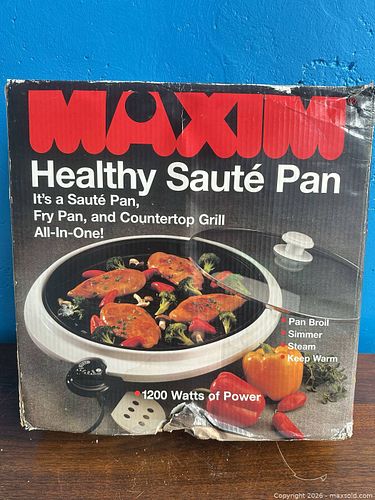 MAXIM
Healthy Sauté Pan
It's a Sauté Pan,
Fry Pan, and Countertop Grill
All-In-One!
Pan Broil
Simmer
Steam
Keep Warm
1200 Watts of Power
Copyright 2026 - maxsold.com